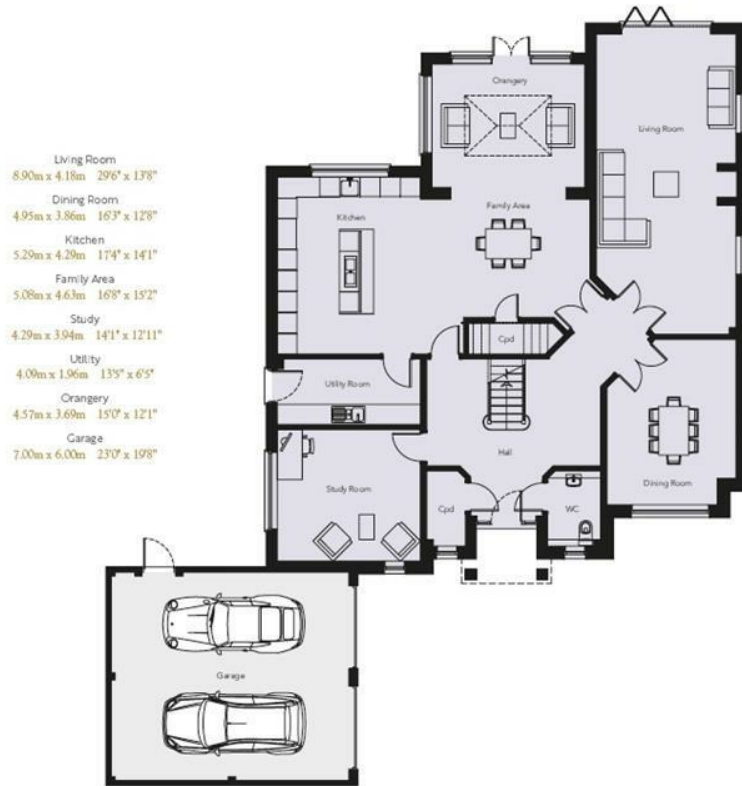 Living Room
8.90m x 4.18m 29'6" x 13'8"
Dining Room
4.95m x 3.86m 16'3" x 12'8"
Kitchen
5.29m x 4.29m 17'4" x 14'1"
Family Area
5.08m x 4.63m 16'8" x 15'2"
Study
4.29m x 3.94m 14'1" x 12'11"
Utility
4.09m x 1.96m 13'5" x 6'5"
Orangery
4.57m x 3.69m 15'0" x 12'1"
Garage
7.00m x 6.00m 23'0" x 19'8"
Orangery
Living Room
Family Area
Kitchen
Cpd
Utility Room
Hall
Dining Room
Study Room
Cpd
WC
Garage